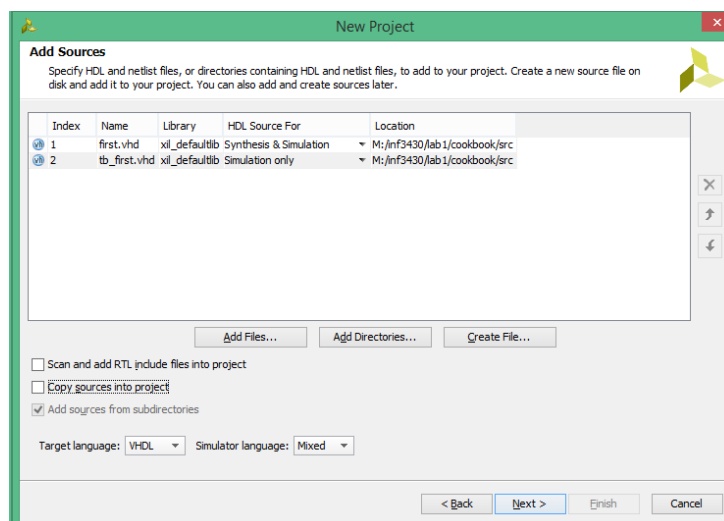 New Project
Add Sources
Specify HDL and netlist files, or directories containing HDL and netlist files, to add to your project. Create a new source file on
disk and add it to your project. You can also add and create sources later.
Index Name Library HDL Source For Location
1 first.vhd xil_defaultlib Synthesis & Simulation M:/inf3430/lab1/cookbook/src
2 tb_first.vhd xil_defaultlib Simulation only M:/inf3430/lab1/cookbook/src
Add Files... Add Directories... Create File...
Scan and add RTL include files into project
Copy sources into project
Add sources from subdirectories
Target language: VHDL Simulator language: Mixed
< Back Next > Finish Cancel